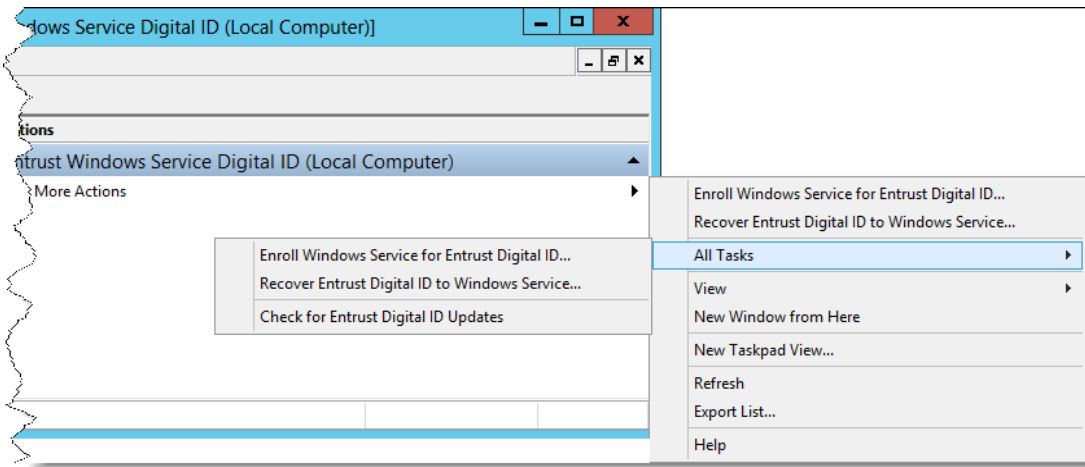 dows Service Digital ID (Local Computer)]
tions
ntrust Windows Service Digital ID (Local Computer)
More Actions
Enroll Windows Service for Entrust Digital ID...
Recover Entrust Digital ID to Windows Service...
All Tasks
View
New Window from Here
New Taskpad View...
Refresh
Export List...
Help
Enroll Windows Service for Entrust Digital ID...
Recover Entrust Digital ID to Windows Service...
Check for Entrust Digital ID Updates